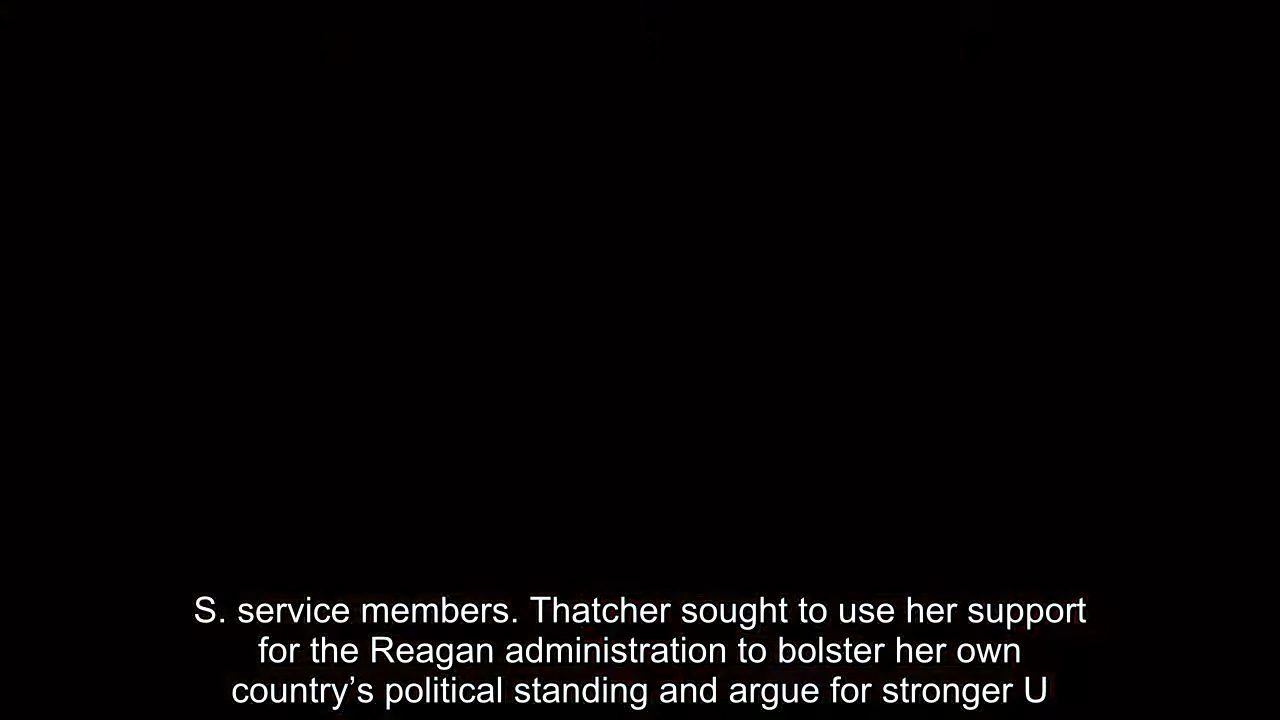 S. service members. Thatcher sought to use her support
for the Reagan administration to bolster her own
country’s political standing and argue for stronger U